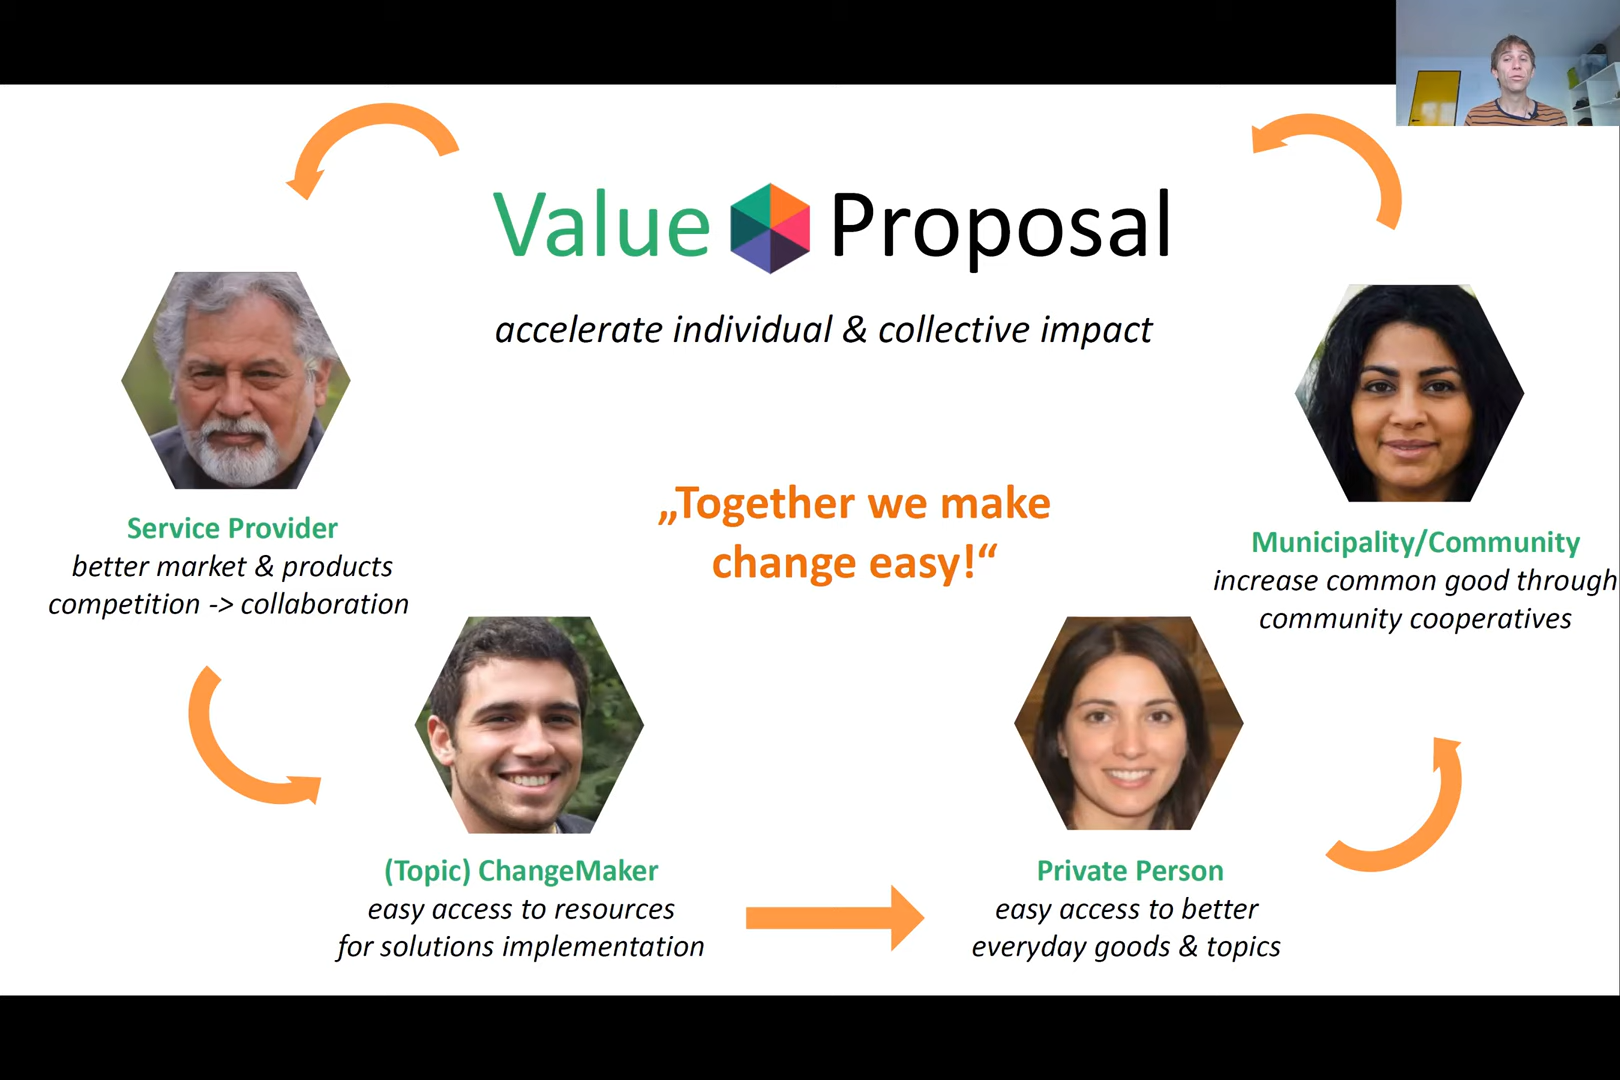 Value Proposal
accelerate individual & collective impact
„Together we make
change easy!“
Service Provider
better market & products
competition -> collaboration
Municipality/Community
increase common good through
community cooperatives
(Topic) ChangeMaker
easy access to resources
for solutions implementation
Private Person
easy access to better
everyday goods & topics